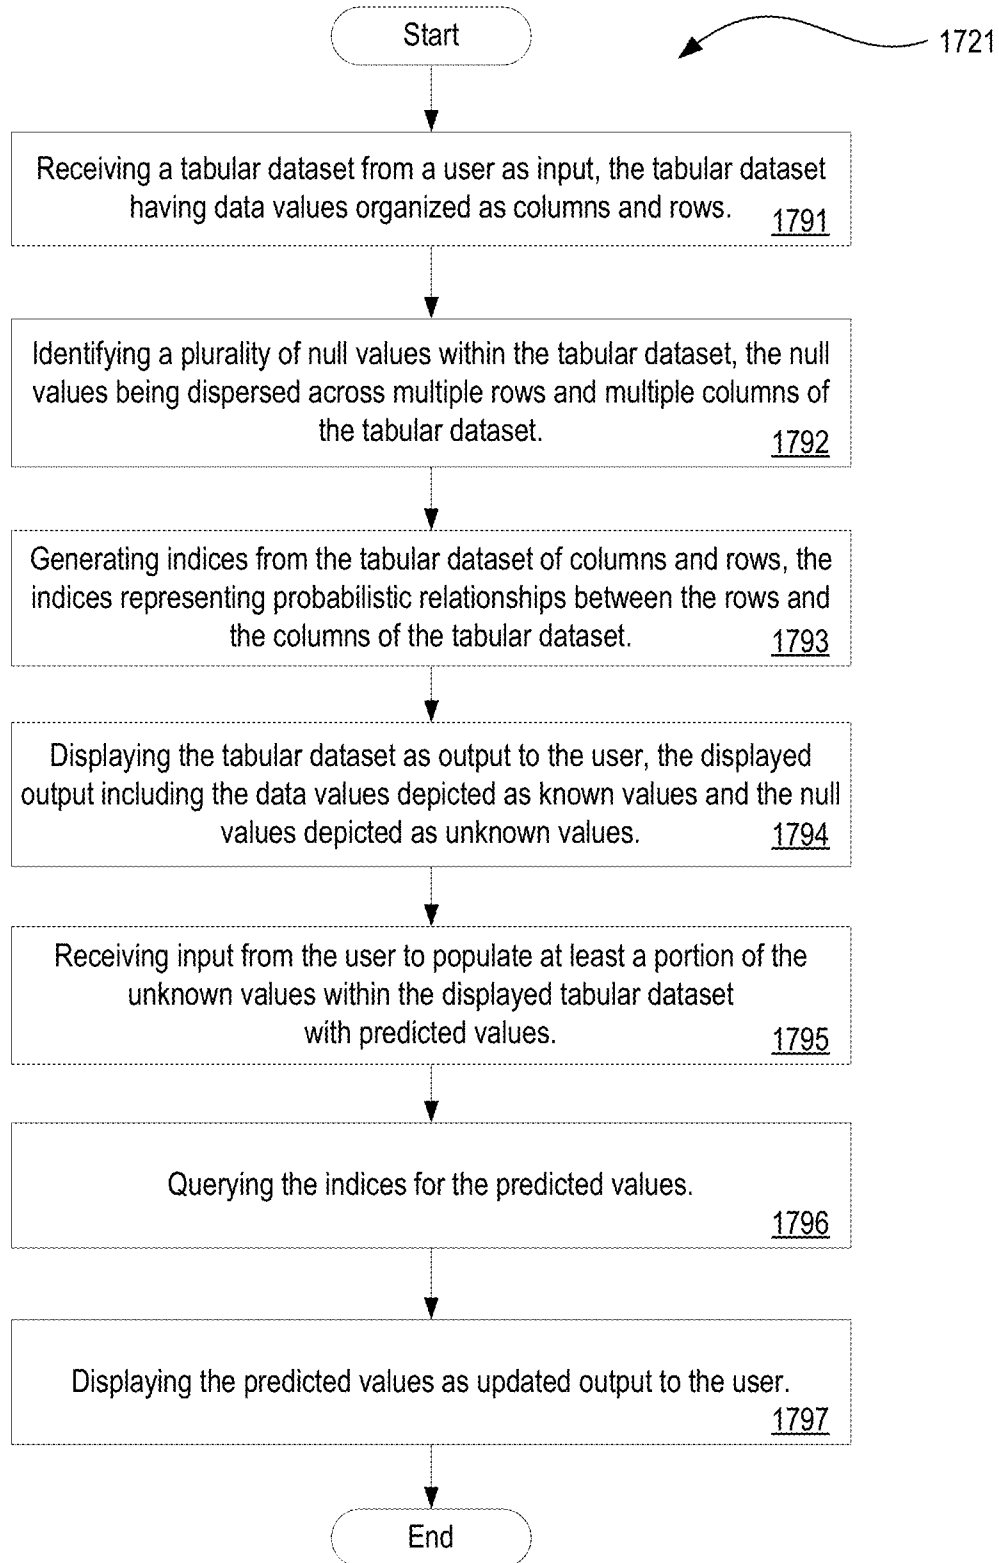 Start
1721
Receiving a tabular dataset from a user as input, the tabular dataset
having data values organized as columns and rows.
1791
Identifying a plurality of null values within the tabular dataset, the null
values being dispersed across multiple rows and multiple columns of
the tabular dataset.
1792
Generating indices from the tabular dataset of columns and rows, the
indices representing probabilistic relationships between the rows and
the columns of the tabular dataset.
1793
Displaying the tabular dataset as output to the user, the displayed
output including the data values depicted as known values and the null
values depicted as unknown values.
1794
Receiving input from the user to populate at least a portion of the
unknown values within the displayed tabular dataset
with predicted values.
1795
Querying the indices for the predicted values.
1796
Displaying the predicted values as updated output to the user.
1797
End